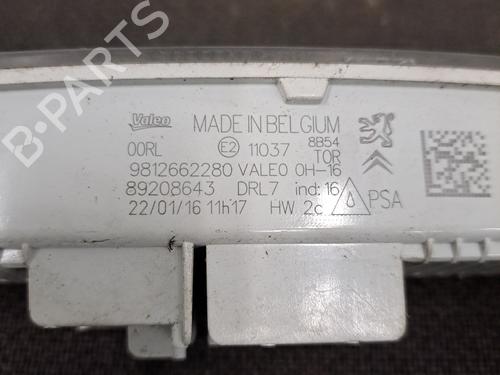 Valeo MADE IN BELGIUM
00RL E2 11037 8B54 TOR
9812662280 VALEO 0H-16
89208643 DRL7 ind: 16
22/01/16 11h17 HW 2c PSA
B-PARTS